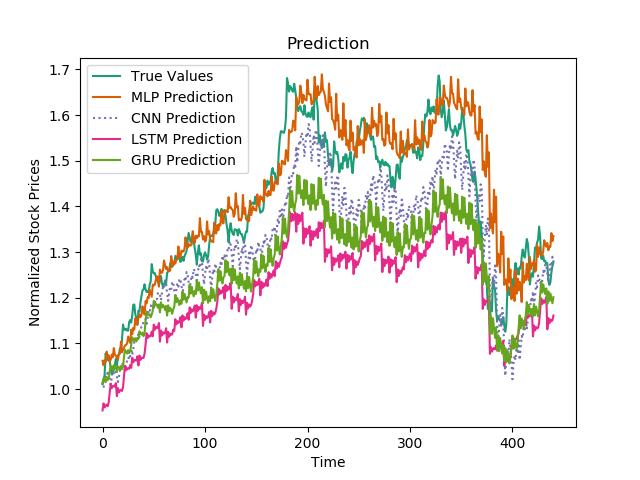 Prediction
1.7
1.6
1.5
1.4
1.3
1.2
1.1
1.0
Normalized Stock Prices
True Values
MLP Prediction
CNN Prediction
LSTM Prediction
GRU Prediction
0 100 200 300 400
Time